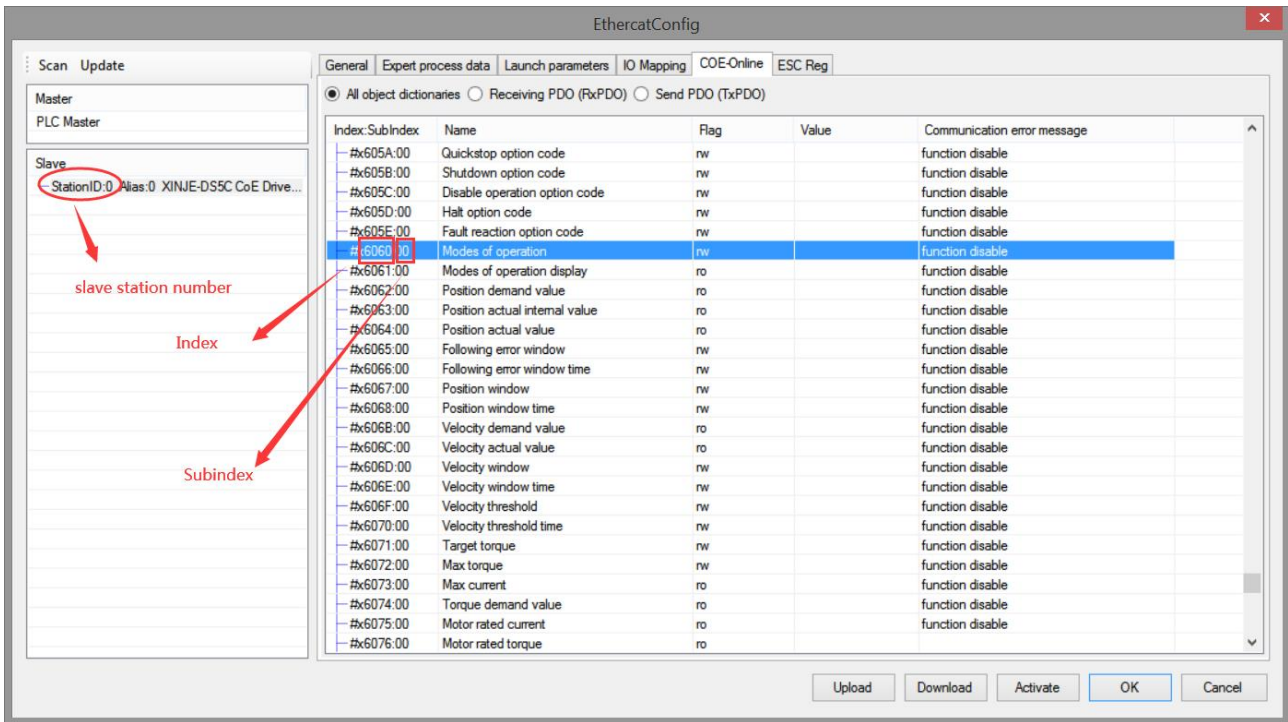 EthercatConfig
Scan Update
Master
PLC Master
Slave
StationID:0 Alias:0 XINJE-DS5C CoE Drive...
slave station number
Index
Subindex
General Expert process data Launch parameters IO Mapping COE-Online ESC Reg
All object dictionaries Receiving PDO (RxPDO) Send PDO (TxPDO)
Index:SubIndex Name Flag Value Communication error message
#x605A:00 Quickstop option code rw function disable
#x605B:00 Shutdown option code rw function disable
#x605C:00 Disable operation option code rw function disable
#x605D:00 Halt option code rw function disable
#x605E:00 Fault reaction option code rw function disable
#x6060:00 Modes of operation rw function disable
#x6061:00 Modes of operation display ro function disable
#x6062:00 Position demand value ro function disable
#x6063:00 Position actual internal value ro function disable
#x6064:00 Position actual value ro function disable
#x6065:00 Following error window rw function disable
#x6066:00 Following error window time rw function disable
#x6067:00 Position window rw function disable
#x6068:00 Position window time rw function disable
#x606B:00 Velocity demand value ro function disable
#x606C:00 Velocity actual value ro function disable
#x606D:00 Velocity window rw function disable
#x606E:00 Velocity window time rw function disable
#x606F:00 Velocity threshold rw function disable
#x6070:00 Velocity threshold time rw function disable
#x6071:00 Target torque rw function disable
#x6072:00 Max torque rw function disable
#x6073:00 Max current ro function disable
#x6074:00 Torque demand value ro function disable
#x6075:00 Motor rated current ro function disable
#x6076:00 Motor rated torque ro
Upload Download Activate OK Cancel